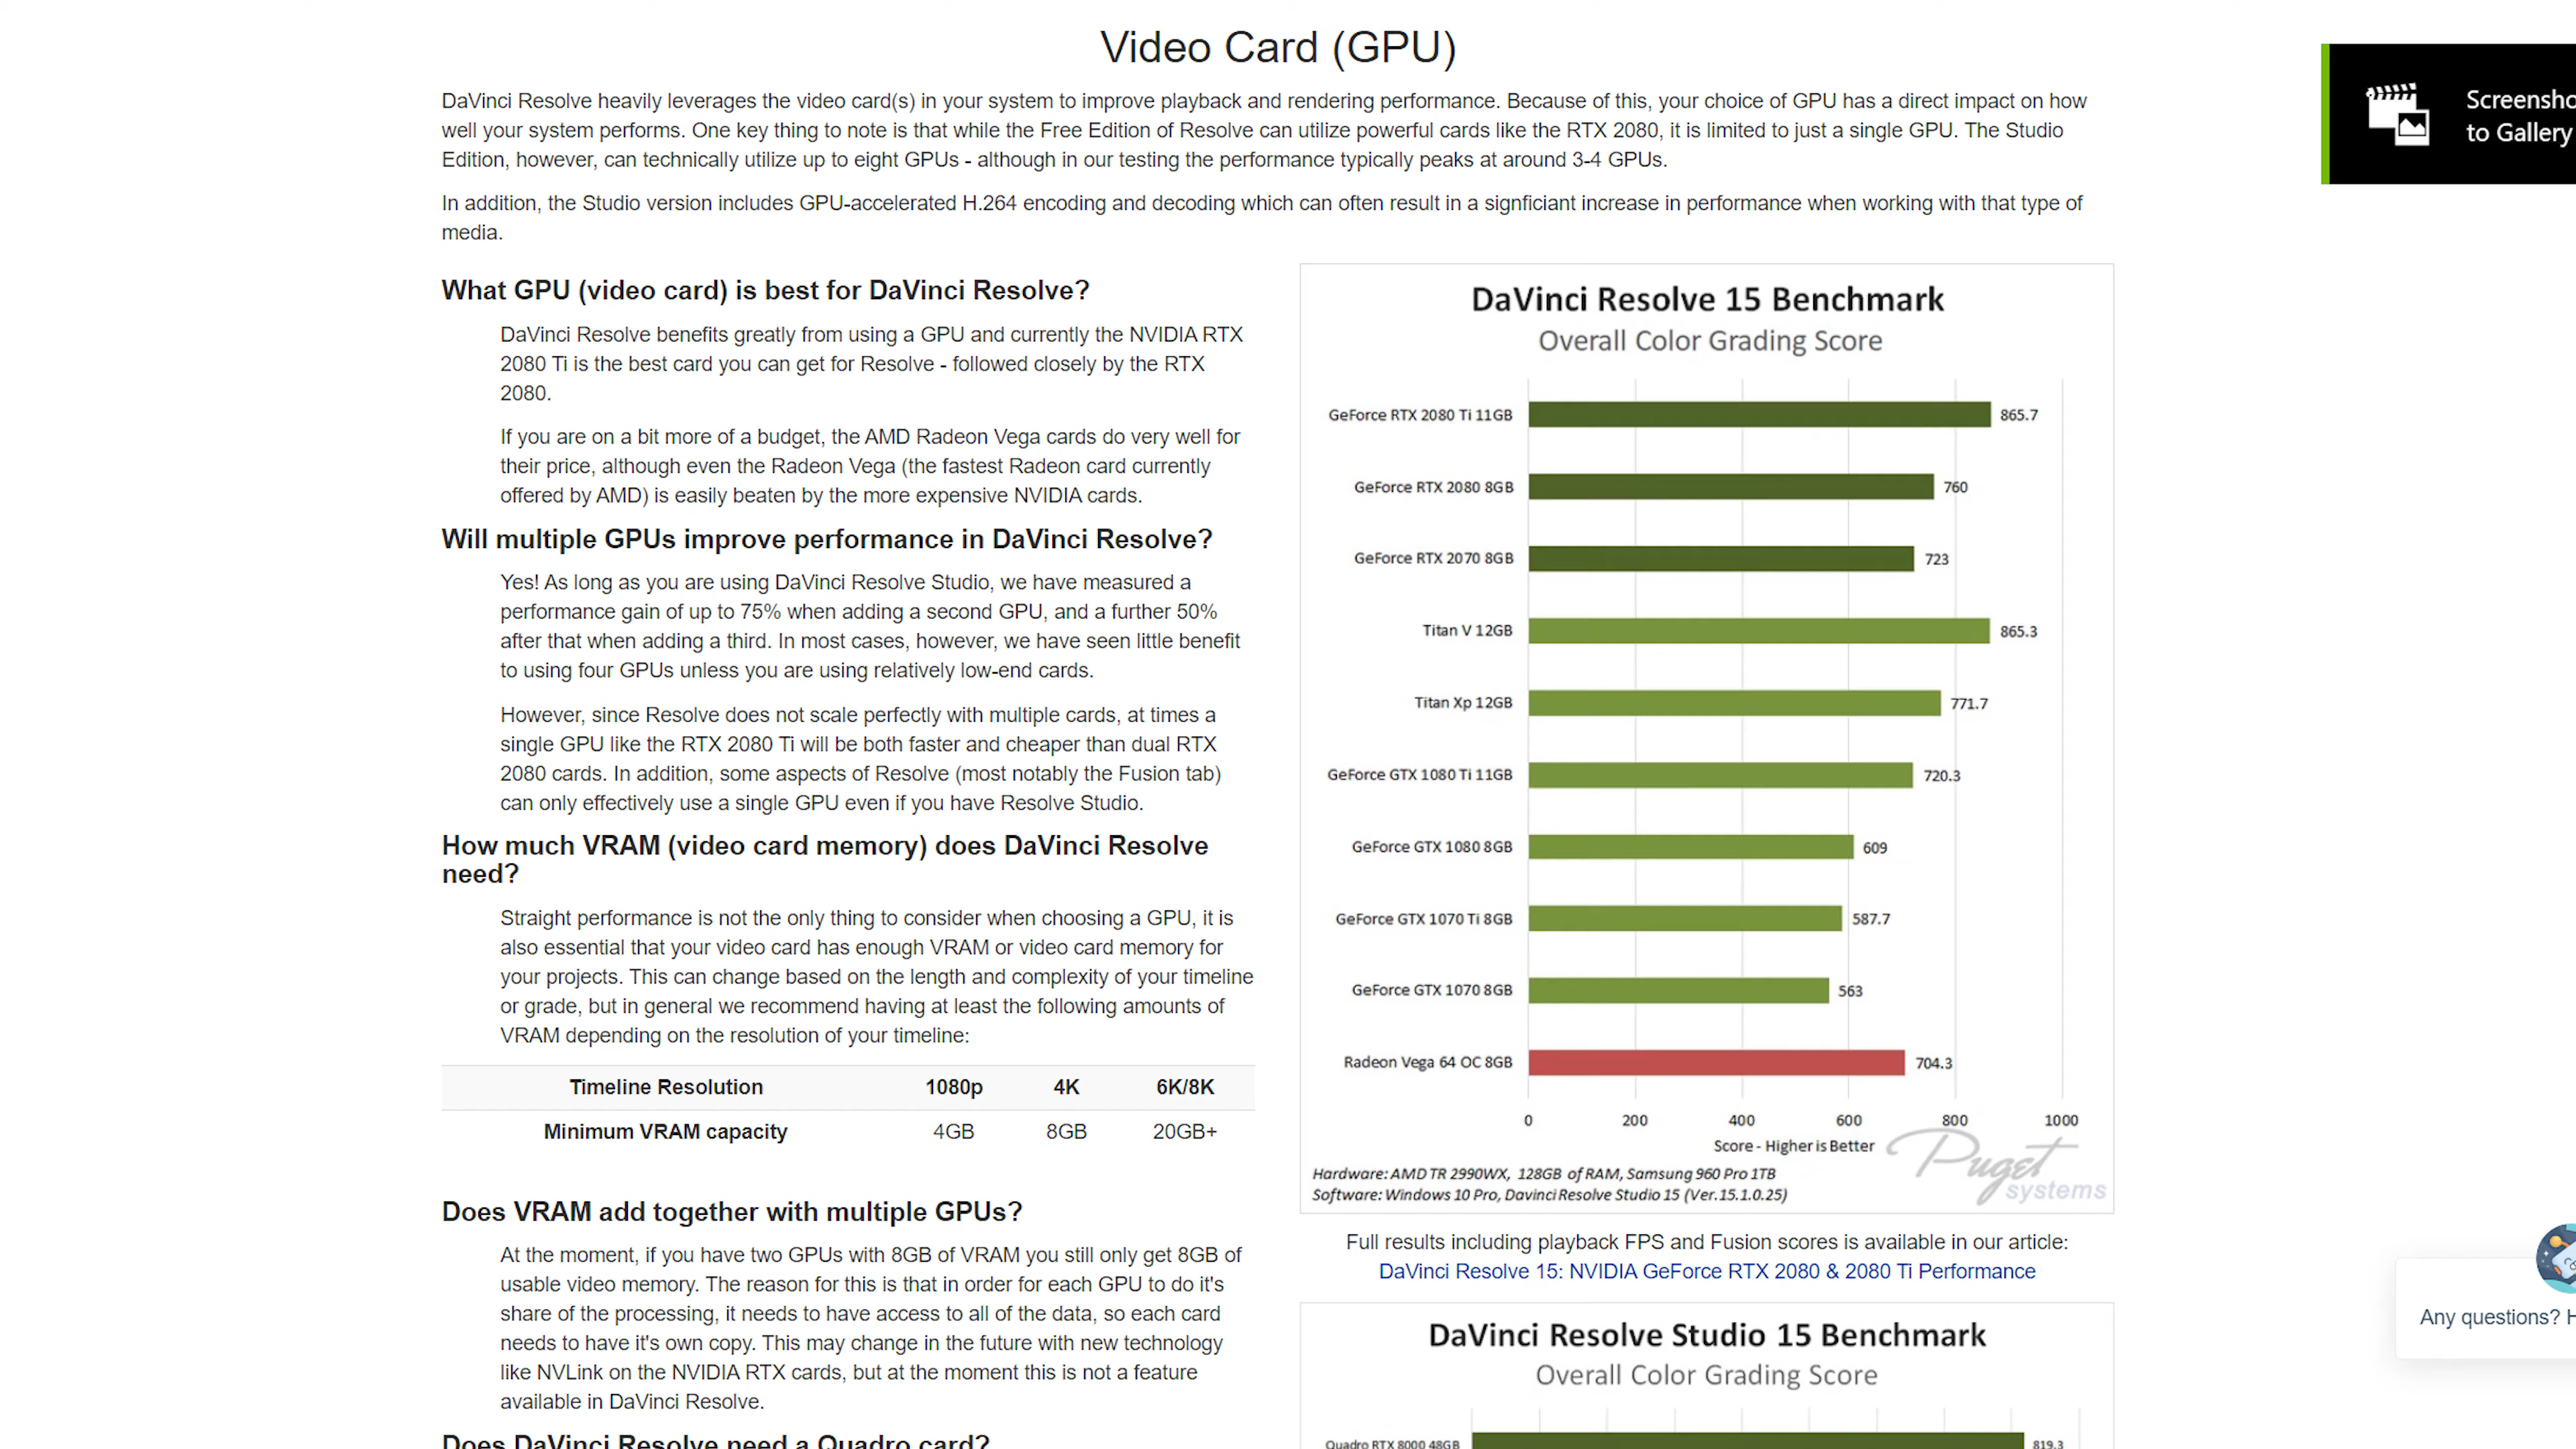 Video Card (GPU)
DaVinci Resolve heavily leverages the video card(s) in your system to improve playback and rendering performance. Because of this, your choice of GPU has a direct impact on how
well your system performs. One key thing to note is that while the Free Edition of Resolve can utilize powerful cards like the RTX 2080, it is limited to just a single GPU. The Studio
Edition, however, can technically utilize up to eight GPUs - although in our testing the performance typically peaks at around 3-4 GPUs.
In addition, the Studio version includes GPU-accelerated H.264 encoding and decoding which can often result in a signficiant increase in performance when working with that type of
media.
What GPU (video card) is best for DaVinci Resolve?
DaVinci Resolve benefits greatly from using a GPU and currently the NVIDIA RTX
2080 Ti is the best card you can get for Resolve - followed closely by the RTX
2080.
If you are on a bit more of a budget, the AMD Radeon Vega cards do very well for
their price, although even the Radeon Vega (the fastest Radeon card currently
offered by AMD) is easily beaten by the more expensive NVIDIA cards.
Will multiple GPUs improve performance in DaVinci Resolve?
Yes! As long as you are using DaVinci Resolve Studio, we have measured a
performance gain of up to 75% when adding a second GPU, and a further 50%
after that when adding a third. In most cases, however, we have seen little benefit
to using four GPUs unless you are using relatively low-end cards.
However, since Resolve does not scale perfectly with multiple cards, at times a
single GPU like the RTX 2080 Ti will be both faster and cheaper than dual RTX
2080 cards. In addition, some aspects of Resolve (most notably the Fusion tab)
can only effectively use a single GPU even if you have Resolve Studio.
How much VRAM (video card memory) does DaVinci Resolve
need?
Straight performance is not the only thing to consider when choosing a GPU, it is
also essential that your video card has enough VRAM or video card memory for
your projects. This can change based on the length and complexity of your timeline
or grade, but in general we recommend having at least the following amounts of
VRAM depending on the resolution of your timeline:
Timeline Resolution 1080p 4K 6K/8K
Minimum VRAM capacity 4GB 8GB 20GB+
Does VRAM add together with multiple GPUs?
At the moment, if you have two GPUs with 8GB of VRAM you still only get 8GB of
usable video memory. The reason for this is that in order for each GPU to do it's
share of the processing, it needs to have access to all of the data, so each card
needs to have it's own copy. This may change in the future with new technology
like NVLink on the NVIDIA RTX cards, but at the moment this is not a feature
available in DaVinci Resolve.
Does DaVinci Resolve need a Quadro card?
DaVinci Resolve 15 Benchmark
Overall Color Grading Score
GeForce RTX 2080 Ti 11GB 865.7
GeForce RTX 2080 8GB 760
GeForce RTX 2070 8GB 723
Titan V 12GB 865.3
Titan Xp 12GB 771.7
GeForce GTX 1080 Ti 11GB 720.3
GeForce GTX 1080 8GB 609
GeForce GTX 1070 Ti 8GB 587.7
GeForce GTX 1070 8GB 563
Radeon Vega 64 OC 8GB 704.3
0 200 400 600 800 1000
Score - Higher is Better
Puget
systems
Hardware: AMD TR 2990WX, 128GB of RAM, Samsung 960 Pro 1TB
Software: Windows 10 Pro, Davinci Resolve Studio 15 (Ver.15.1.0.25)
Full results including playback FPS and Fusion scores is available in our article:
DaVinci Resolve 15: NVIDIA GeForce RTX 2080 & 2080 Ti Performance
DaVinci Resolve Studio 15 Benchmark
Overall Color Grading Score
Quadro RTX 8000 48GB 819.3
Screensho
to Gallery
Any questions? H